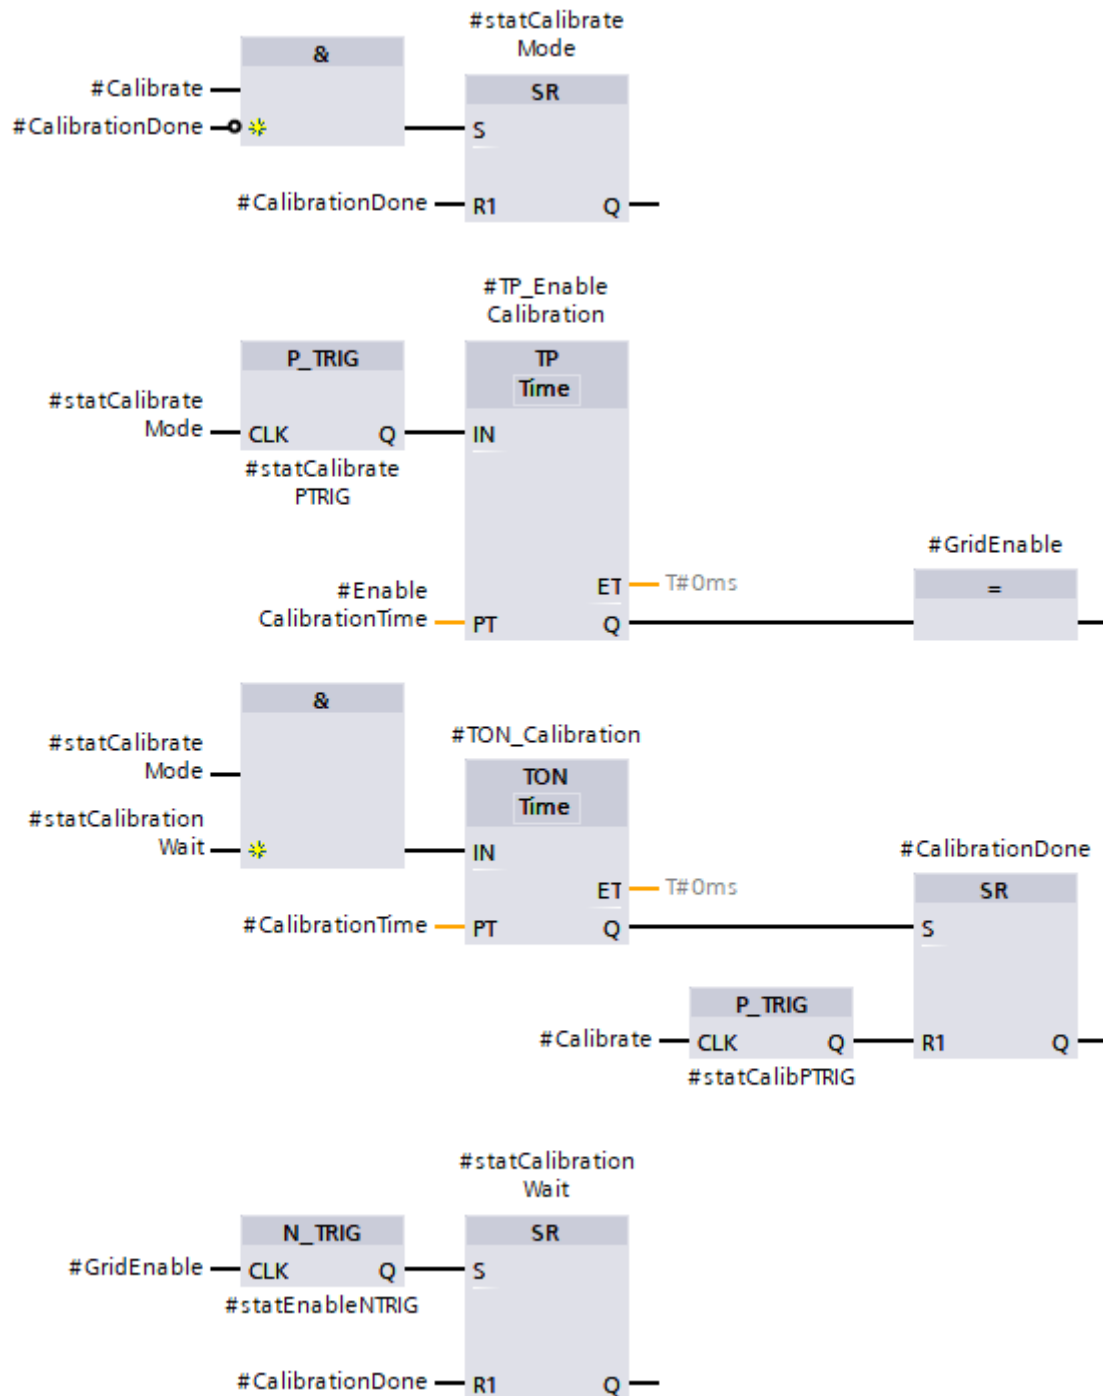 #statCalibrate
Mode
&
SR
#Calibrate
#CalibrationDone
S
#CalibrationDone
R1
Q
#TP_Enable
Calibration
P_TRIG
TP
Time
#statCalibrate
Mode
CLK
Q
IN
#statCalibrate
PTRIG
#GridEnable
#Enable
CalibrationTime
ET
T#0ms
=
PT
Q
&
#statCalibrate
Mode
#TON_Calibration
TON
Time
#statCalibration
Wait
IN
#CalibrationDone
ET
T#0ms
SR
#CalibrationTime
PT
Q
S
P_TRIG
#Calibrate
CLK
Q
R1
Q
#statCalibPTRIG
#statCalibration
Wait
N_TRIG
SR
#GridEnable
CLK
Q
S
#statEnableNTRIG
#CalibrationDone
R1
Q